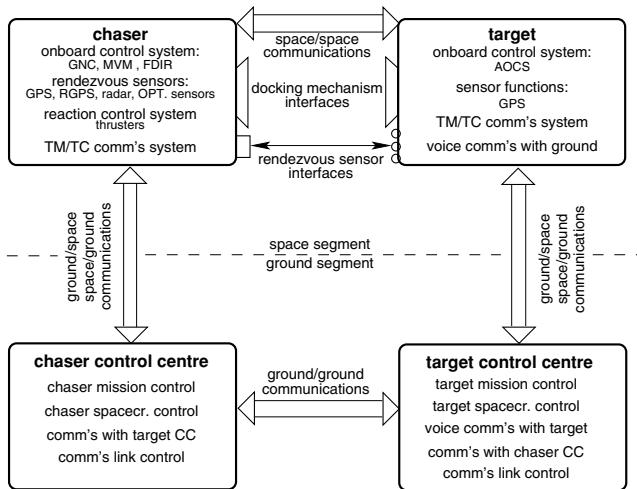 chaser
onboard control system:
GNC, MVM , FDIR
rendezvous sensors:
GPS, RGPS, radar, OPT. sensors
reaction control system
thrusters
TM/TC comm's system
space/space
communications
docking mechanism
interfaces
rendezvous sensor
interfaces
target
onboard control system:
AOCS
sensor functions:
GPS
TM/TC comm's system
voice comm's with ground
ground/space
space/ground
communications
space segment
ground segment
ground/space
space/ground
communications
chaser control centre
chaser mission control
chaser spacecr. control
comm's with target CC
comm's link control
ground/ground
communications
target control centre
target mission control
target spacecr. control
voice comm's with target
comm's with chaser CC
comm's link control